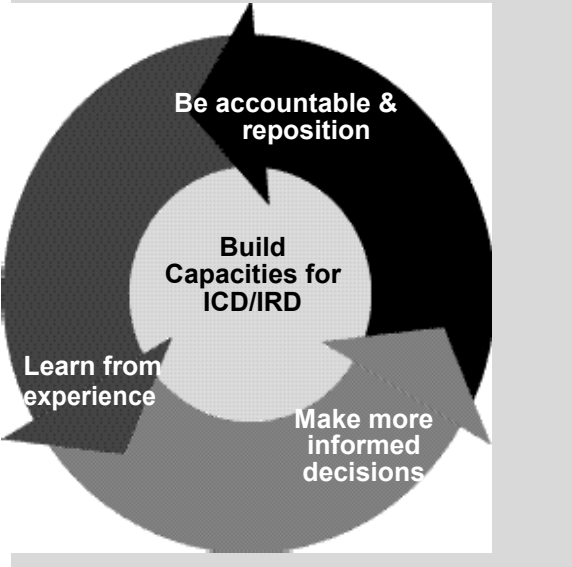 Be accountable &
reposition
Build
Capacities for
ICD/IRD
Learn from
experience
Make more
informed
decisions